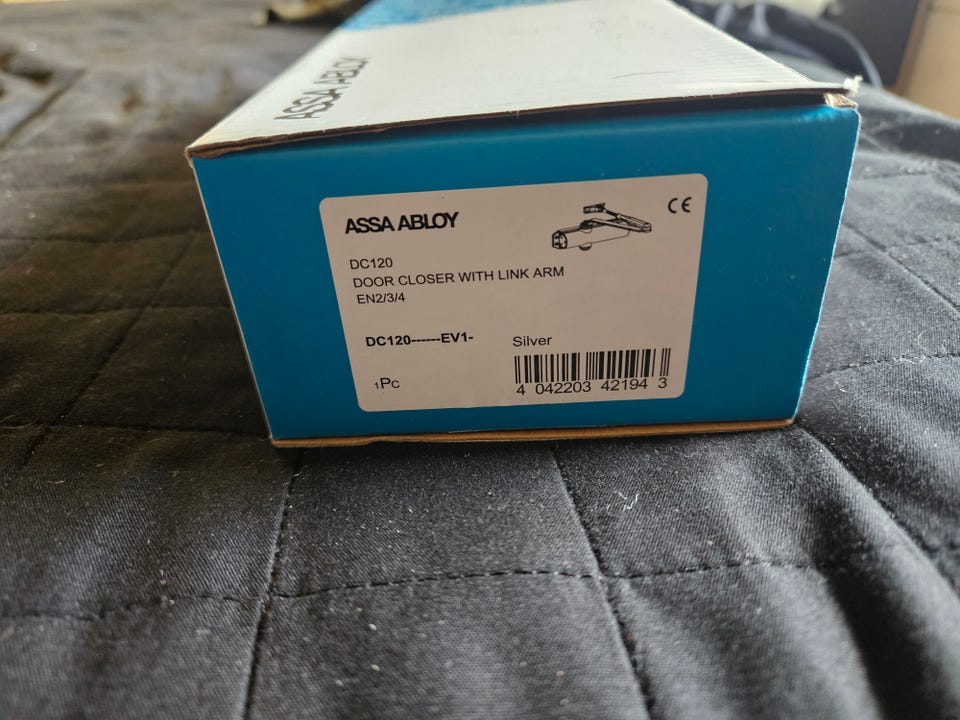 ASSA ABLOY
ASSA ABLOY
CE
DC120
DOOR CLOSER WITH LINK ARM
EN2/3/4
DC120------EV1-
Silver
1Pc
4 042203 42194 3